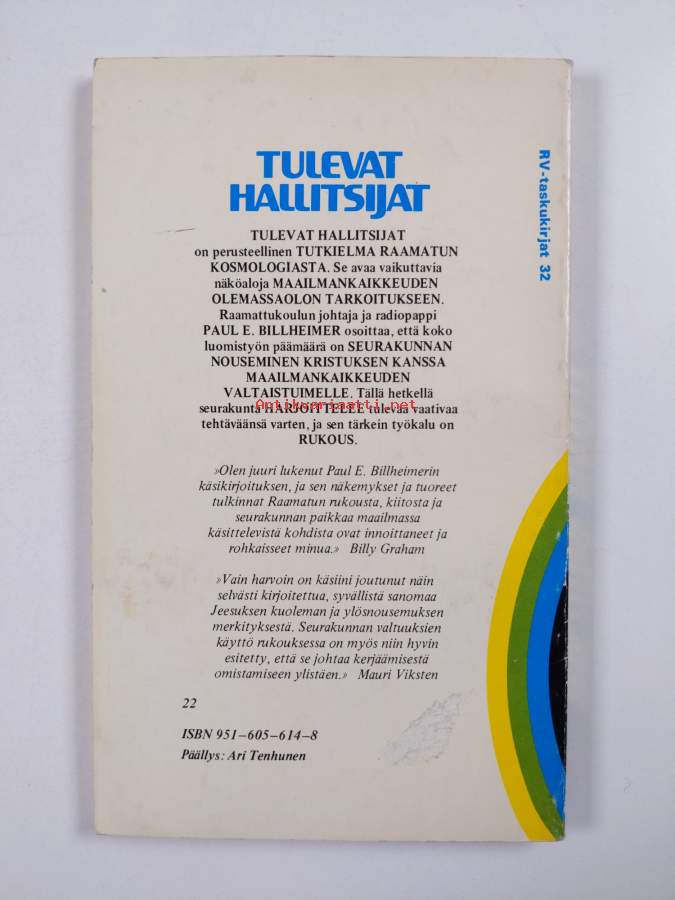 TULEVAT
HALLITSIJAT
RV-taskukirjat 32
TULEVAT HALLITSIJAT
on perusteellinen TUTKIELMA RAAMATUN
KOSMOLOGIASTA. Se avaa vaikuttavia
näköaloja MAAILMANKAIKKEUDEN
OLEMASSAOLON TARKOITUKSEEN.
Raamattukoulun johtaja ja radiopappi
PAUL E. BILLHEIMER osoittaa, että koko
luomistyön päämäärä on SEURAKUNNAN
NOUSEMINEN KRISTUKSEN KANSSA
MAAILMANKAIKKEUDEN
VALTAISTUIMELLE. Tällä hetkellä
seurakunta HARJOITTELEE tulevaa vaativaa
Antikvariaatti.net
tehtäväänsä varten, ja sen tärkein työkalu on
RUKOUS.
»Olen juuri lukenut Paul E. Billheimerin
käsikirjoituksen, ja sen näkemykset ja tuoreet
tulkinnat Raamatun rukousta, kiitosta ja
seurakunnan paikkaa maailmassa
käsittelevistä kohdista ovat innoittaneet ja
rohkaisseet minua.» Billy Graham
»Vain harvoin on käsiini joutunut näin
selvästi kirjoitettua, syvällistä sanomaa
Jeesuksen kuoleman ja ylösnousemuksen
merkityksestä. Seurakunnan valtuuksien
käyttö rukouksessa on myös niin hyvin
esitetty, että se johtaa kerjäämisestä
omistamiseen ylistäen.» Mauri Viksten
22
ISBN 951-605-614-8
Päällys: Ari Tenhunen